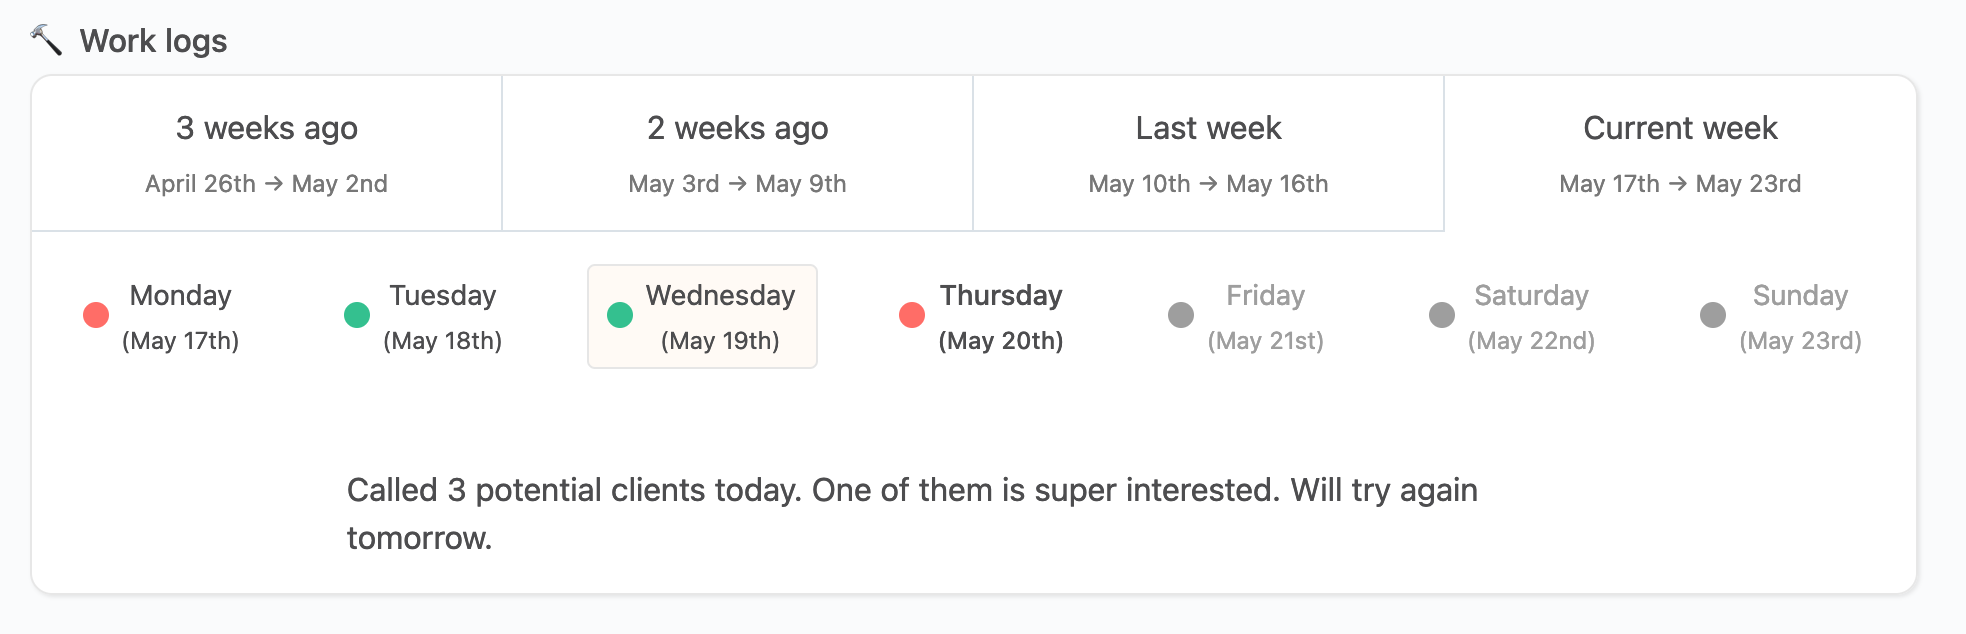 Work logs
3 weeks ago
April 26th → May 2nd
2 weeks ago
May 3rd → May 9th
Last week
May 10th → May 16th
Current week
May 17th → May 23rd
Monday
(May 17th)
Tuesday
(May 18th)
Wednesday
(May 19th)
Thursday
(May 20th)
Friday
(May 21st)
Saturday
(May 22nd)
Sunday
(May 23rd)
Called 3 potential clients today. One of them is super interested. Will try again
tomorrow.